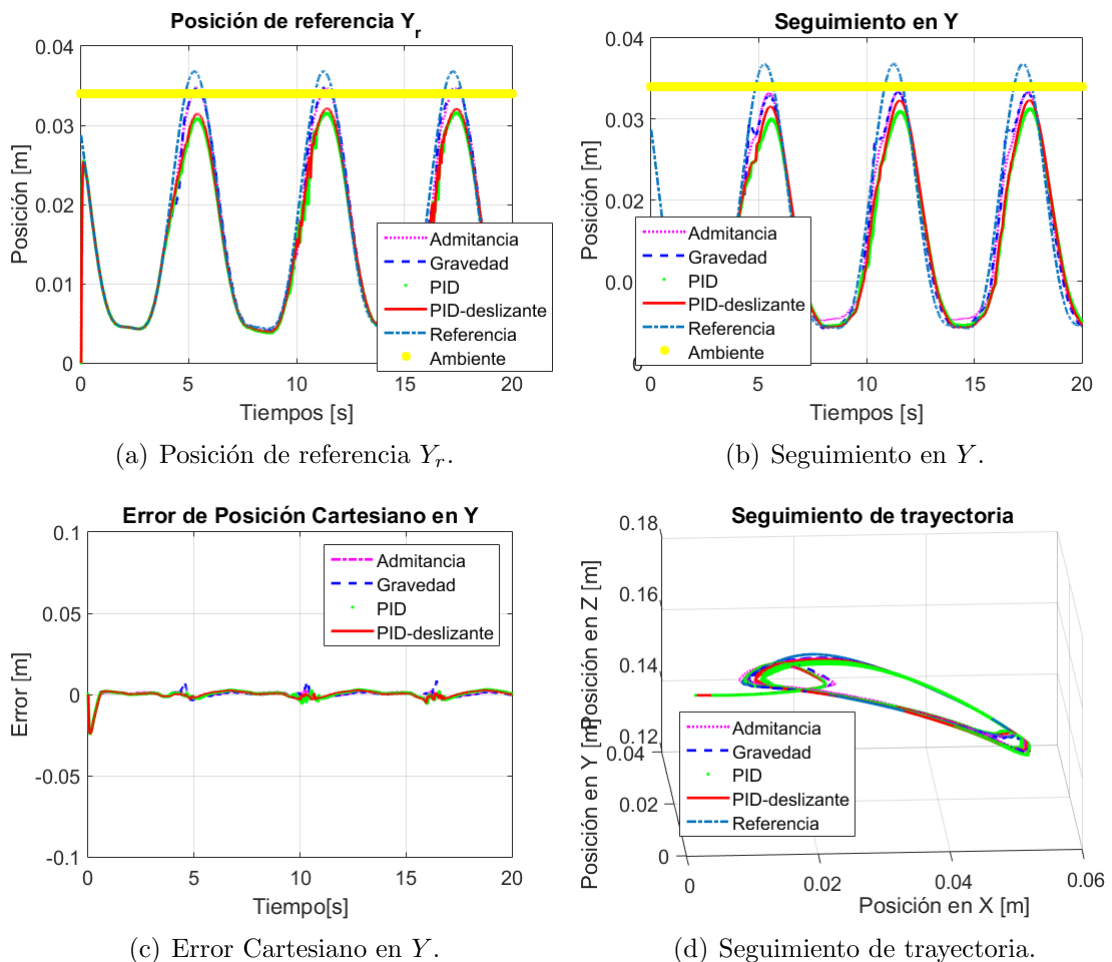 Posición de referencia Yr
Posición [m]
0.04
0.03
0.02
0.01
0
0 5 10 15 20
Tiempos [s]
Admitancia
Gravedad
PID
PID-deslizante
Referencia
Ambiente
(a) Posición de referencia Yr.
Seguimiento en Y
Posición [m]
0.04
0.03
0.02
0.0
0
0 5 10 15 20
Tiempos [s]
Admitancia
Gravedad
PID
PID-deslizante
Referencia
Ambiente
(b) Seguimiento en Y.
Error de Posición Cartesiano en Y
Error [m]
0.1
0.05
0
-0.05
-0.1
0 5 10 15 20
Tiempo[s]
Admitancia
Gravedad
PID
PID-deslizante
(c) Error Cartesiano en Y.
Seguimiento de trayectoria
Posición en Z [m]
0.18
0.16
0.14
0.12
Posición en Y [m]
0.04
0.02
0
0 0.02 0.04 0.06
Posición en X [m]
Admitancia
Gravedad
PID
PID-deslizante
Referencia
(d) Seguimiento de trayectoria.